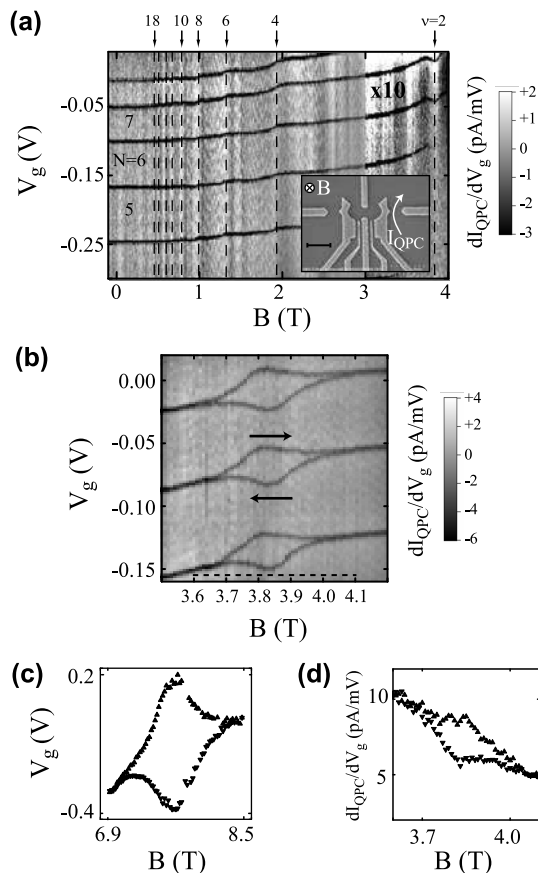 (a)
18 10 8 6 4 ν=2
x10
-0.05
7
N=6
-0.15
5
-0.25
V_g (V)
⊗ B
I_QPC
0 1 2 3 4
B (T)
+2
+1
0
-1
-2
-3
dI_QPC/dV_g (pA/mV)
(b)
0.00
-0.05
-0.10
-0.15
V_g (V)
3.6 3.7 3.8 3.9 4.0 4.1
B (T)
+4
+2
0
-2
-4
-6
dI_QPC/dV_g (pA/mV)
(c)
0.2
-0.4
V_g (V)
6.9 8.5
B (T)
(d)
10
5
dI_QPC/dV_g (pA/mV)
3.7 4.0
B (T)